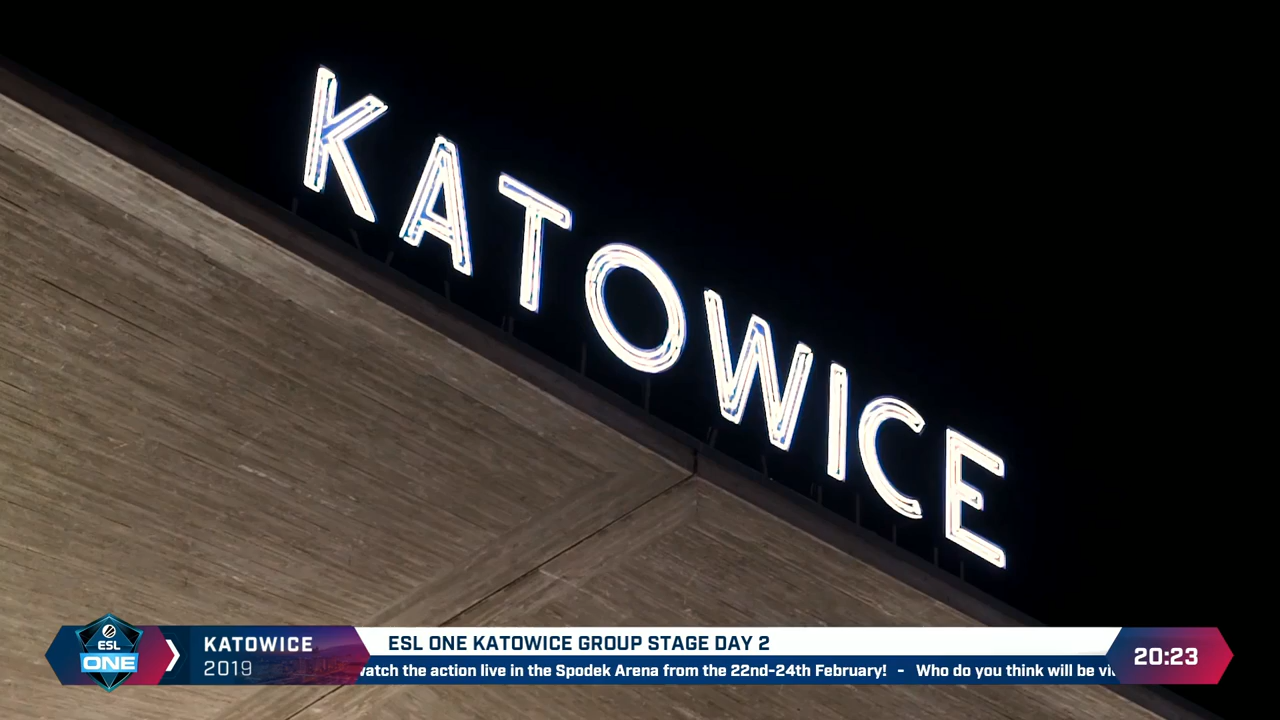 KATOWICE
ESL
ONE
KATOWICE
2019
ESL ONE KATOWICE GROUP STAGE DAY 2
the action live in the Spodek Arena from the 22nd-24th February! - Who do you think will be
20:23